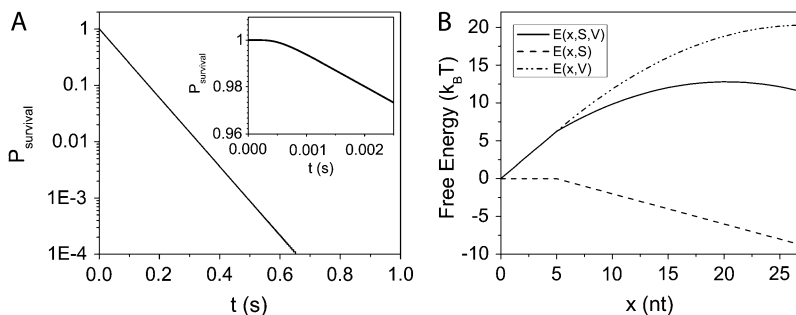 A
P survival
1
0.1
0.01
1E-3
1E-4
0.0 0.2 0.4 0.6 0.8 1.0
t (s)
P survival
1
0.98
0.96
0.000 0.001 0.002
t (s)
B
Free Energy (kBT)
20
15
10
5
0
-5
-10
0 5 10 15 20 25
x (nt)
E(x,S,V)
E(x,S)
E(x,V)